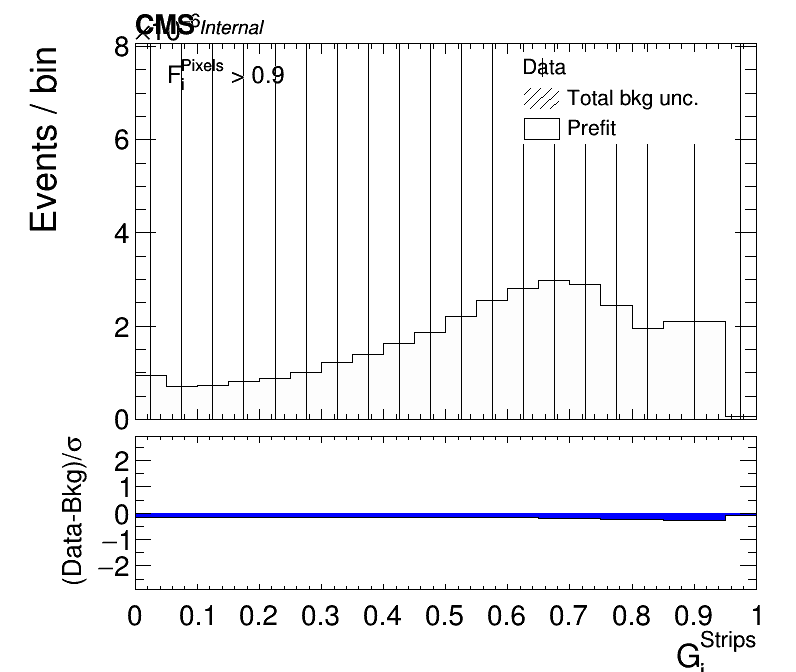 CMS Internal
×10⁻⁶
Events / bin
F_i^Pixels > 0.9
Data
Total bkg unc.
Prefit
8
6
4
2
0
(Data-Bkg)/σ
2
1
0
−1
−2
0 0.1 0.2 0.3 0.4 0.5 0.6 0.7 0.8 0.9 1
G_i^Strips